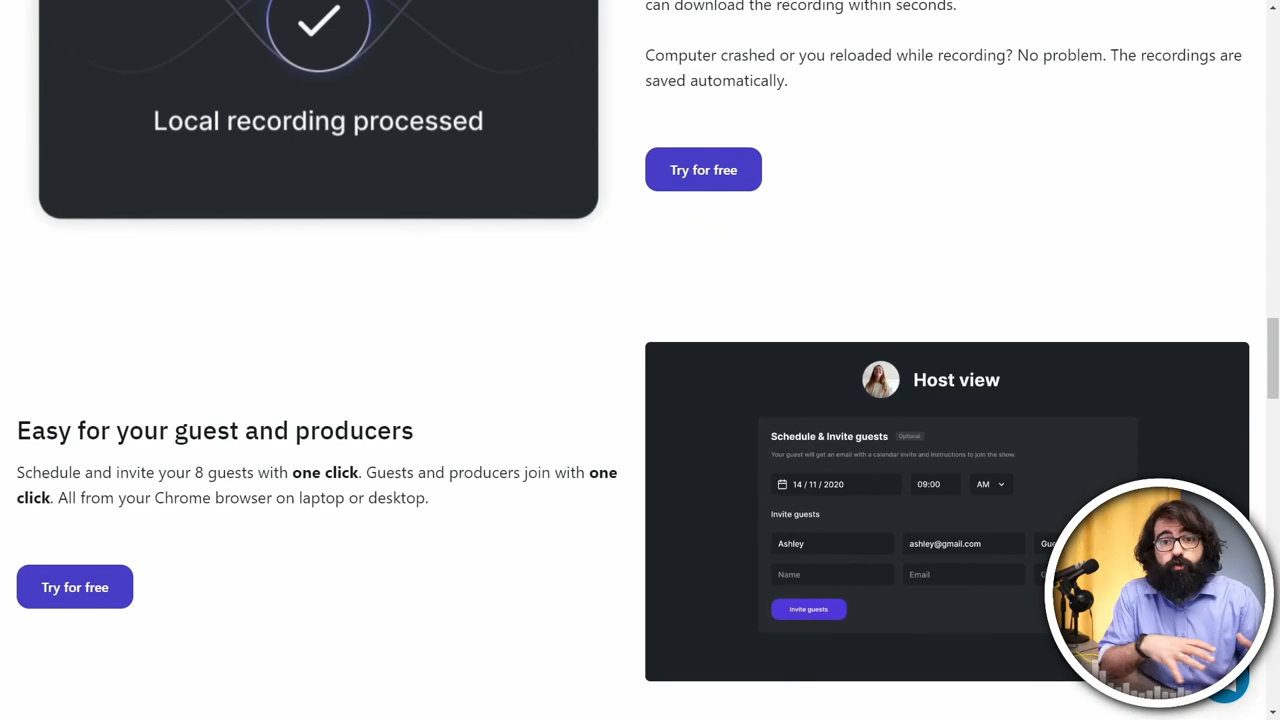 can download the recording within seconds.
Computer crashed or you reloaded while recording? No problem. The recordings are
saved automatically.
Local recording processed
Try for free
Host view
Easy for your guest and producers
Schedule and invite your 8 guests with one click. Guests and producers join with one
click. All from your Chrome browser on laptop or desktop.
Try for free
Schedule & Invite guests Optional
Your guest will get an email with a calendar invite and instructions to join the show.
14 / 11 / 2020 09:00 AM
Invite guests
Ashley ashley@gmail.com
Name Email
Invite guests